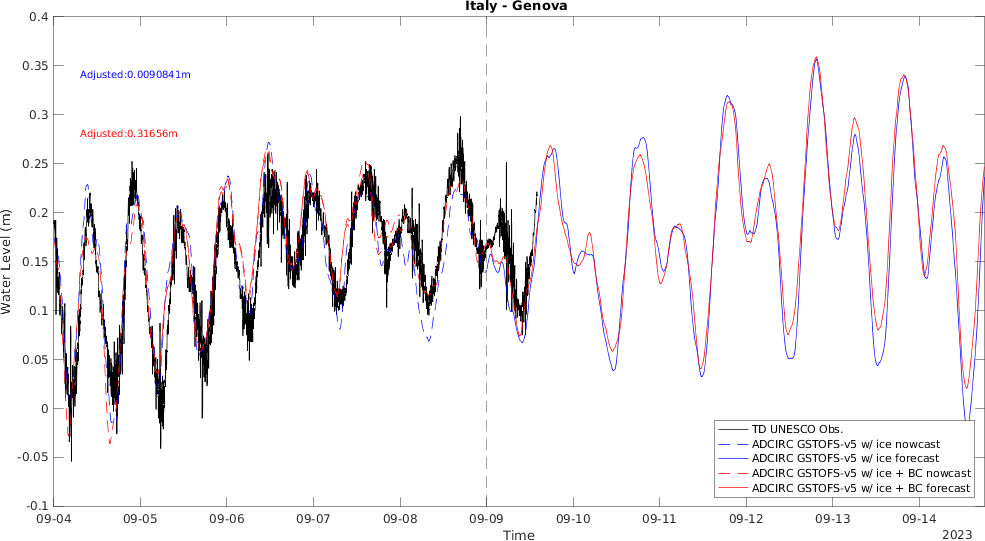 Italy - Genova
Water Level (m)
0.4
0.35
0.3
0.25
0.2
0.15
0.1
0.05
0
-0.05
-0.1
Adjusted:0.0090841m
Adjusted:0.31656m
TD UNESCO Obs.
ADCIRC GSTOFS-v5 w/ ice nowcast
ADCIRC GSTOFS-v5 w/ ice forecast
ADCIRC GSTOFS-v5 w/ ice + BC nowcast
ADCIRC GSTOFS-v5 w/ ice + BC forecast
09-04 09-05 09-06 09-07 09-08 09-09 09-10 09-11 09-12 09-13 09-14
Time
2023